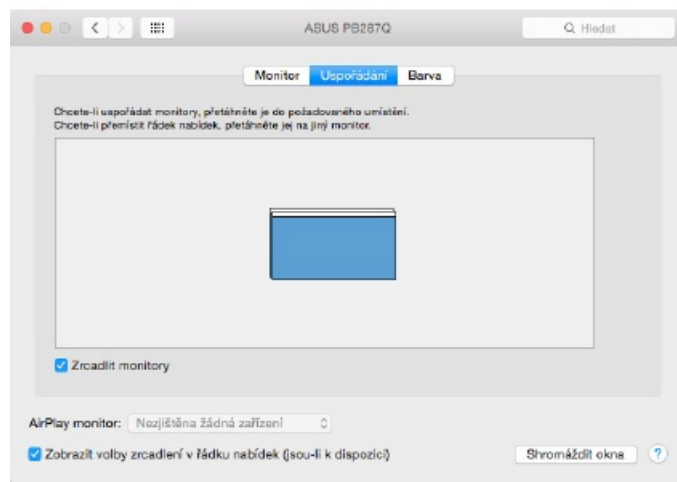 ASUS PB287Q
Hledat
Monitor Uspořádání Barva
Chcete-li uspořádat monitory, přetáhněte je do požadovaného umístění.
Chcete-li přemístit řádek nabídek, přetáhněte jej na jiný monitor.
Zrcadlit monitory
AirPlay monitor: Nezjištěna žádná zařízení
Zobrazit volby zrcadlení v řádku nabídek (jsou-li k dispozici)
Shromáždit okna ?